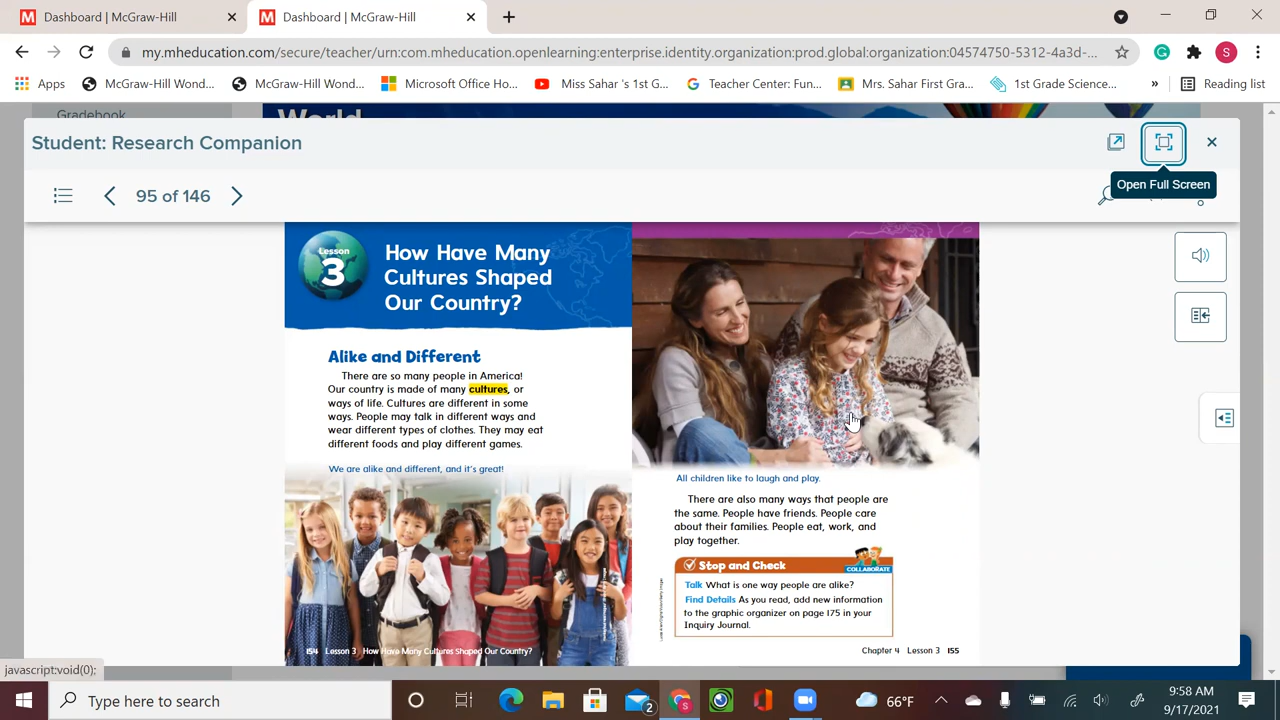 Dashboard | McGraw-Hill
Dashboard | McGraw-Hill
my.mheducation.com/secure/teacher/urn:com.mheducation.openlearning:enterprise.identity.organization:prod.global:organization:04574750-5312-4a3d-...
S
Apps
McGraw-Hill Wond...
McGraw-Hill Wond...
Microsoft Office Ho...
Miss Sahar 's 1st G...
Teacher Center: Fun...
Mrs. Sahar First Gra...
1st Grade Science...
»
Reading list
Gradebook
World
Student: Research Companion
95 of 146
Open Full Screen
Lesson
3
How Have Many
Cultures Shaped
Our Country?
Alike and Different
There are so many people in America!
Our country is made of many cultures, or
ways of life. Cultures are different in some
ways. People may talk in different ways and
wear different types of clothes. They may eat
different foods and play different games.
We are alike and different, and it's great!
154 Lesson 3 How Have Many Cultures Shaped Our Country?
All children like to laugh and play.
There are also many ways that people are
the same. People have friends. People care
about their families. People eat, work, and
play together.
Stop and Check
COLLABORATE
Talk What is one way people are alike?
Find Details As you read, add new information
to the graphic organizer on page 175 in your
Inquiry Journal.
Chapter 4 Lesson 3 155
javascript:void(0);
Type here to search
2
S
66°F
9:58 AM
9/17/2021